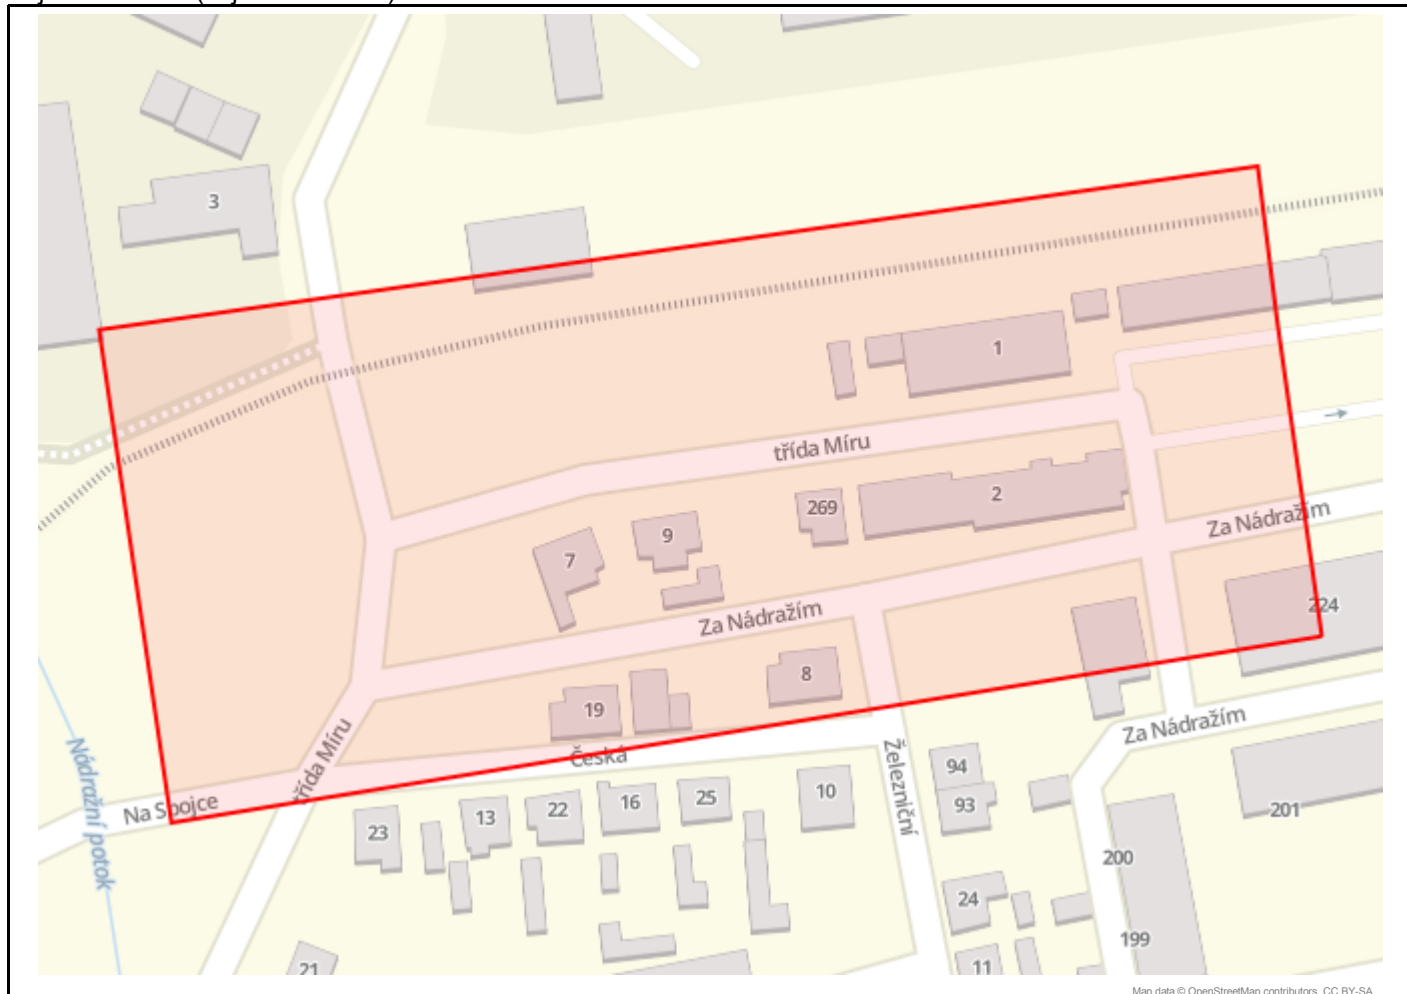 3
1
třída Míru
2
269
Za Nádražím
9
7
224
Za Nádražím
8
19
třída Míru
Za Nádražím
Česká
Železniční
Nádražní potok
Na Spojce
94
10
25
16
22
13
23
93
201
200
24
199
11
21
Map data © OpenStreetMap contributors, CC BY-SA